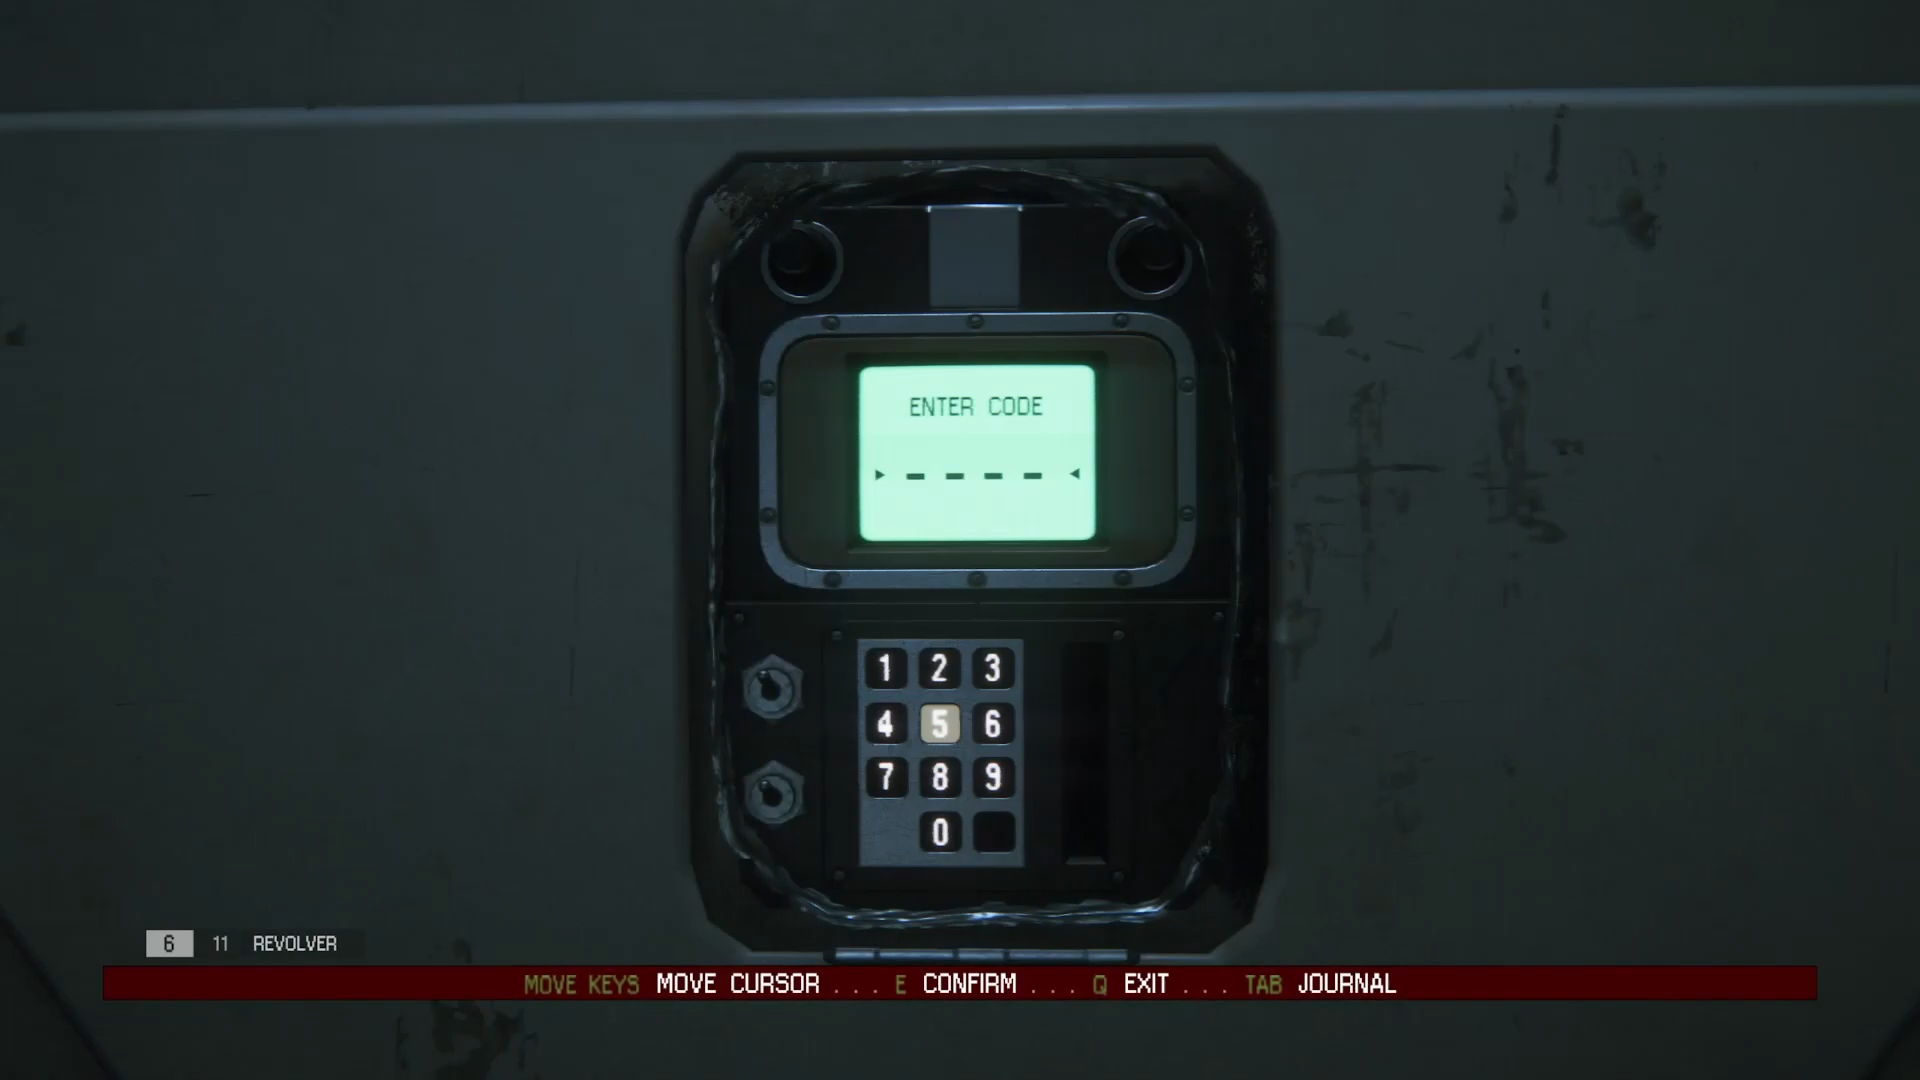 ENTER CODE
▸ _ _ _ _ ◂
1 2 3
4 5 6
7 8 9
0
6 11 REVOLVER
MOVE KEYS MOVE CURSOR . . . E CONFIRM . . . Q EXIT . . . TAB JOURNAL